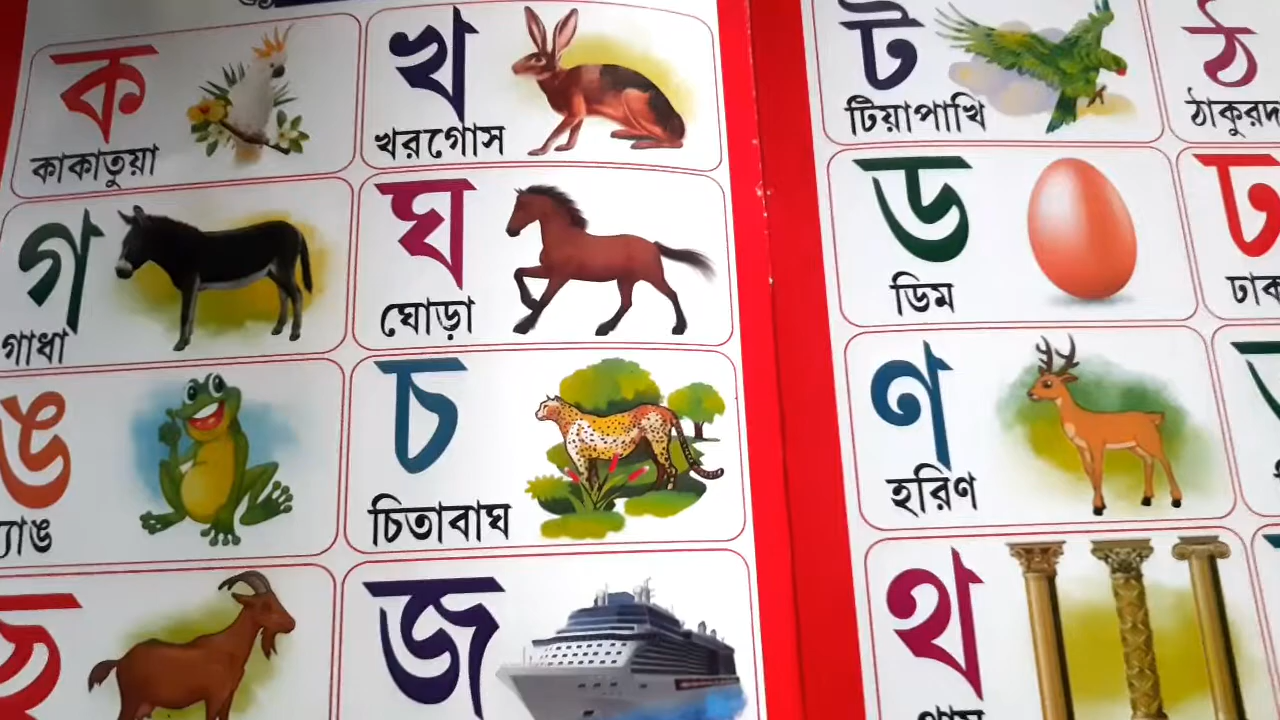 ক
কাকাতুয়া
খ
খরগোস
গ
গাধা
ঘ
ঘোড়া
ঙ
চ
চিতাবাঘ
ছ
জ
ট
টিয়াপাখি
ঠ
ড
ডিম
ঢ
ণ
হরিণ
থ